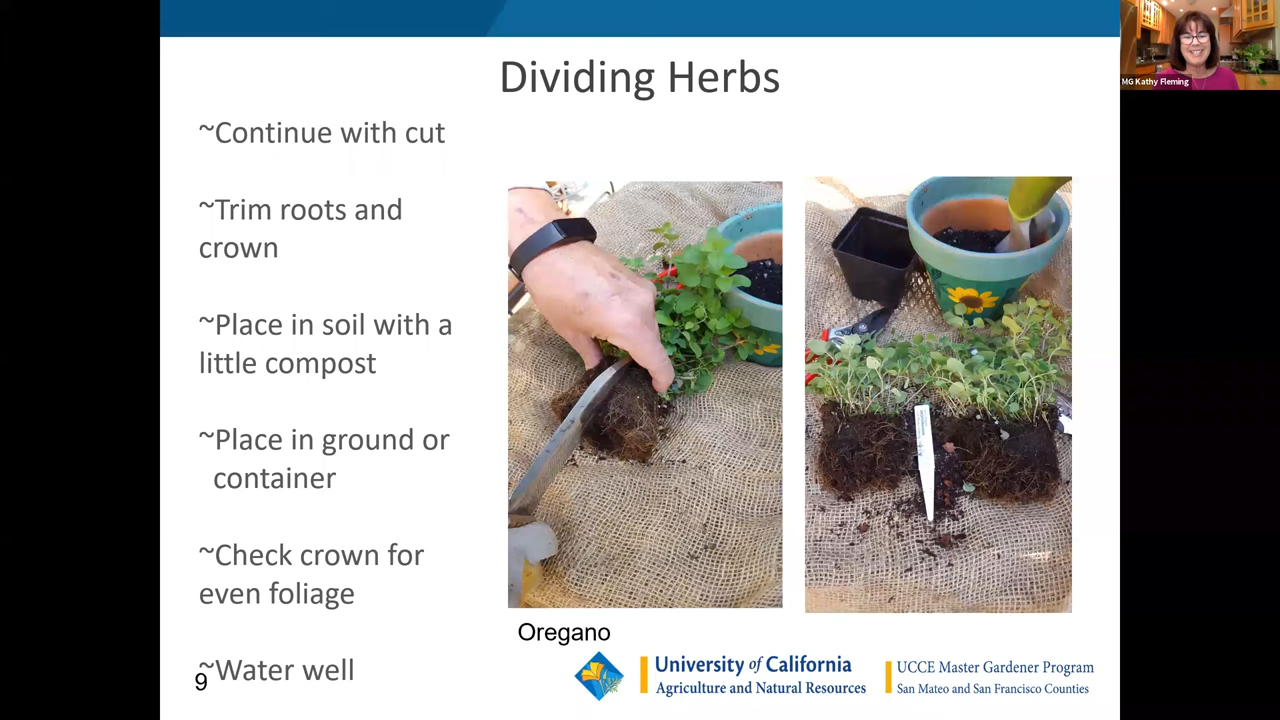 Dividing Herbs
MG Kathy Fleming
~Continue with cut
~Trim roots and
crown
~Place in soil with a
little compost
~Place in ground or
container
~Check crown for
even foliage
~Water well
9
Oregano
University of California
Agriculture and Natural Resources
UCCE Master Gardener Program
San Mateo and San Francisco Counties